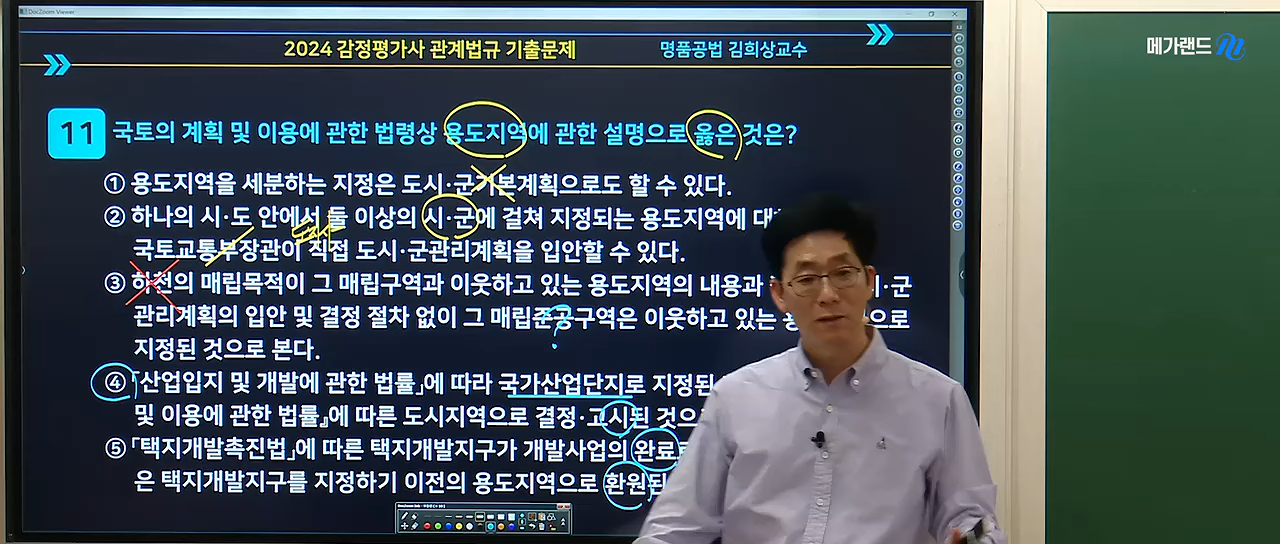 DocZoom Viewer
2024 감정평가사 관계법규 기출문제
명품공법 김희상교수
메가랜드
11 국토의 계획 및 이용에 관한 법령상 용도지역에 관한 설명으로 옳은 것은?
① 용도지역을 세분하는 지정은 도시·군기본계획으로도 할 수 있다.
② 하나의 시·도 안에서 둘 이상의 시·군에 걸쳐 지정되는 용도지역에
국토교통부장관이 직접 도시·군관리계획을 입안할 수 있다.
③ 하천의 매립목적이 그 매립구역과 이웃하고 있는 용도지역의 내용과 ·군
관리계획의 입안 및 결정 절차 없이 그 매립준공구역은 이웃하고 있는 으로
지정된 것으로 본다.
④ 「산업입지 및 개발에 관한 법률」에 따라 국가산업단지로 지정된
및 이용에 관한 법률」에 따른 도시지역으로 결정·고시된 것으
⑤ 「택지개발촉진법」에 따른 택지개발지구가 개발사업의 완료
은 택지개발지구를 지정하기 이전의 용도지역으로 환원된